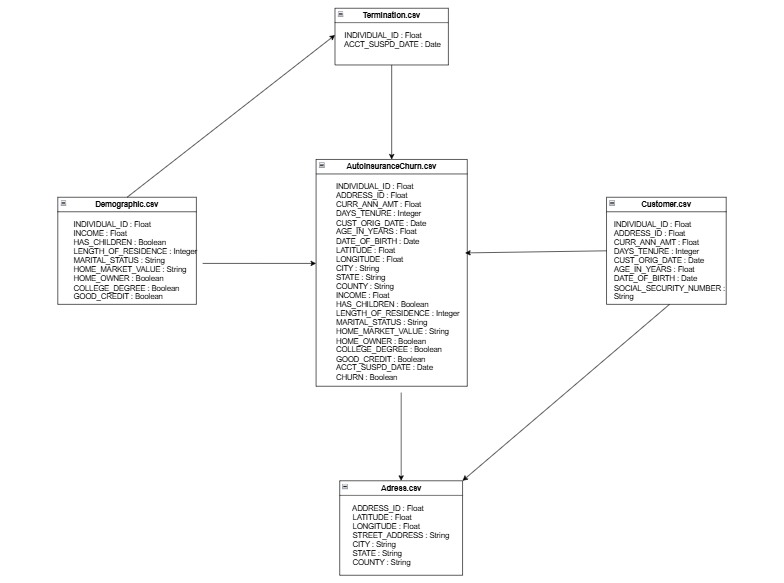 Termination.csv
INDIVIDUAL_ID : Float
ACCT_SUSPD_DATE : Date
AutoInsuranceChurn.csv
INDIVIDUAL_ID : Float
ADDRESS_ID : Float
CURR_ANN_AMT : Float
DAYS_TENURE : Integer
CUST_ORIG_DATE : Date
AGE_IN_YEARS : Float
DATE_OF_BIRTH : Date
LATITUDE : Float
LONGITUDE : Float
CITY : String
STATE : String
COUNTY : String
INCOME : Float
HAS_CHILDREN : Boolean
LENGTH_OF_RESIDENCE : Integer
MARITAL_STATUS : String
HOME_MARKET_VALUE : String
HOME_OWNER : Boolean
COLLEGE_DEGREE : Boolean
GOOD_CREDIT : Boolean
ACCT_SUSPD_DATE : Date
CHURN : Boolean
Demographic.csv
INDIVIDUAL_ID : Float
INCOME : Float
HAS_CHILDREN : Boolean
LENGTH_OF_RESIDENCE : Integer
MARITAL_STATUS : String
HOME_MARKET_VALUE : String
HOME_OWNER : Boolean
COLLEGE_DEGREE : Boolean
GOOD_CREDIT : Boolean
Customer.csv
INDIVIDUAL_ID : Float
ADDRESS_ID : Float
CURR_ANN_AMT : Float
DAYS_TENURE : Integer
CUST_ORIG_DATE : Date
AGE_IN_YEARS : Float
DATE_OF_BIRTH : Date
SOCIAL_SECURITY_NUMBER :
String
Adress.csv
ADDRESS_ID : Float
LATITUDE : Float
LONGITUDE : Float
STREET_ADDRESS : String
CITY : String
STATE : String
COUNTY : String